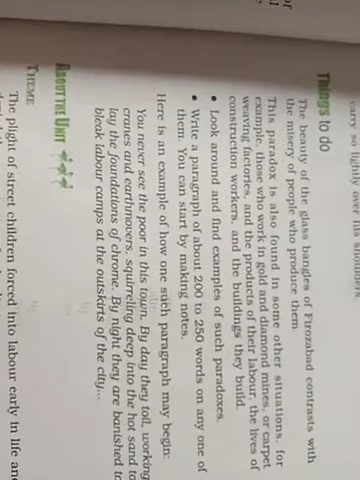 carry so lightly over his shoulders.
Things to do
The beauty of the glass bangles of Firozabad contrasts with
the misery of people who produce them.
This paradox is also found in some other situations, for
example, those who work in gold and diamond mines, or carpet
weaving factories, and the products of their labour, the lives of
construction workers, and the buildings they build.
• Look around and find examples of such paradoxes.
• Write a paragraph of about 200 to 250 words on any one of
them. You can start by making notes.
Here is an example of how one such paragraph may begin:
You never see the poor in this town. By day they toil, working
cranes and earthmovers, squirreling deep into the hot sand to
lay the foundations of chrome. By night they are banished to
bleak labour camps at the outskirts of the city...
ABOUT THE UNIT
THEME
The plight of street children forced into labour early in life and